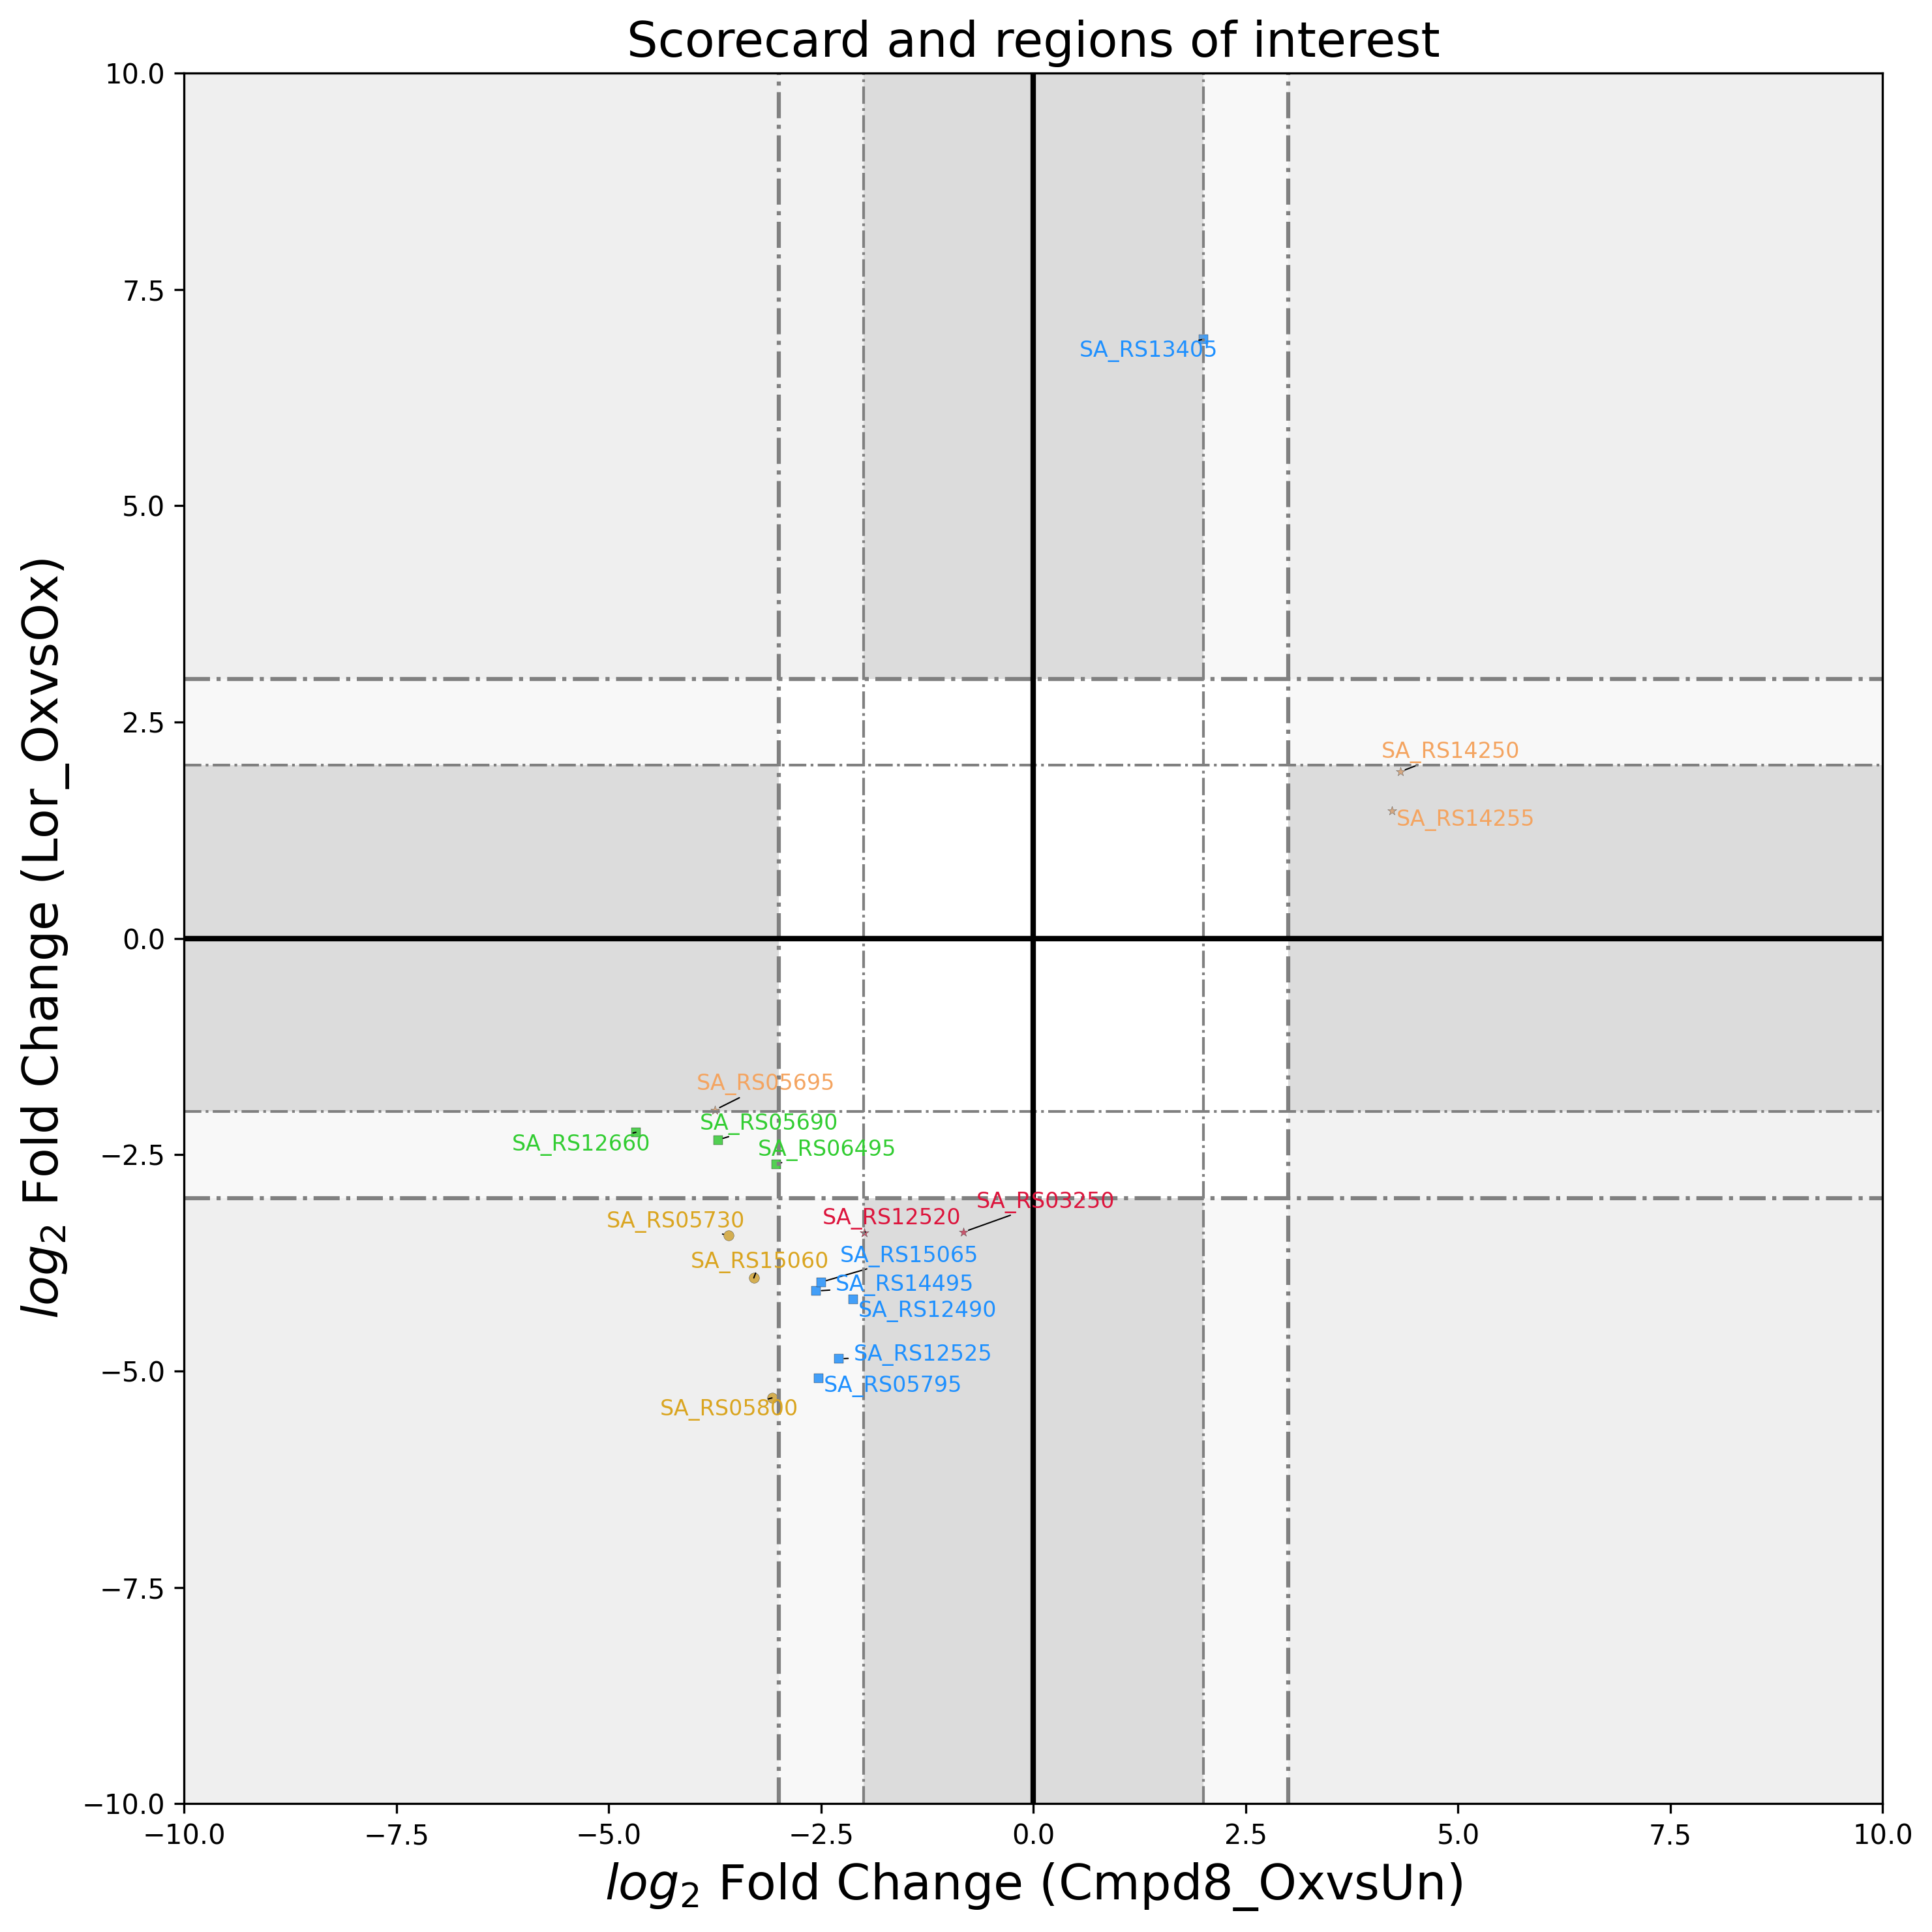 Scorecard and regions of interest
10.0
7.5
5.0
2.5
0.0
−2.5
−5.0
−7.5
−10.0
log2 Fold Change (Lor_OxvsOx)
SA_RS13405
SA_RS14250
SA_RS14255
SA_RS05695
SA_RS05690
SA_RS12660
SA_RS06495
SA_RS03250
SA_RS12520
SA_RS05730
SA_RS15065
SA_RS15060
SA_RS14495
SA_RS12490
SA_RS12525
SA_RS05795
SA_RS05800
−10.0 −7.5 −5.0 −2.5 0.0 2.5 5.0 7.5 10.0
log2 Fold Change (Cmpd8_OxvsUn)